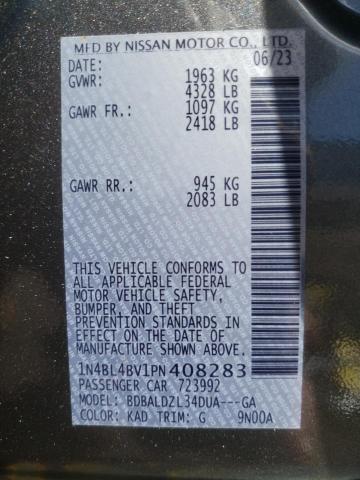 MFD BY NISSAN MOTOR CO., LTD.
DATE: 06/23
GVWR: 1963 KG
4328 LB
GAWR FR.: 1097 KG
2418 LB
GAWR RR.: 945 KG
2083 LB
THIS VEHICLE CONFORMS TO
ALL APPLICABLE FEDERAL
MOTOR VEHICLE SAFETY,
BUMPER, AND THEFT
PREVENTION STANDARDS IN
EFFECT ON THE DATE OF
MANUFACTURE SHOWN ABOVE.
1N4BL4BV1PN408283
PASSENGER CAR 723992
MODEL: BDBALDZL34DUA---GA
COLOR: KAD TRIM: G 9N00A